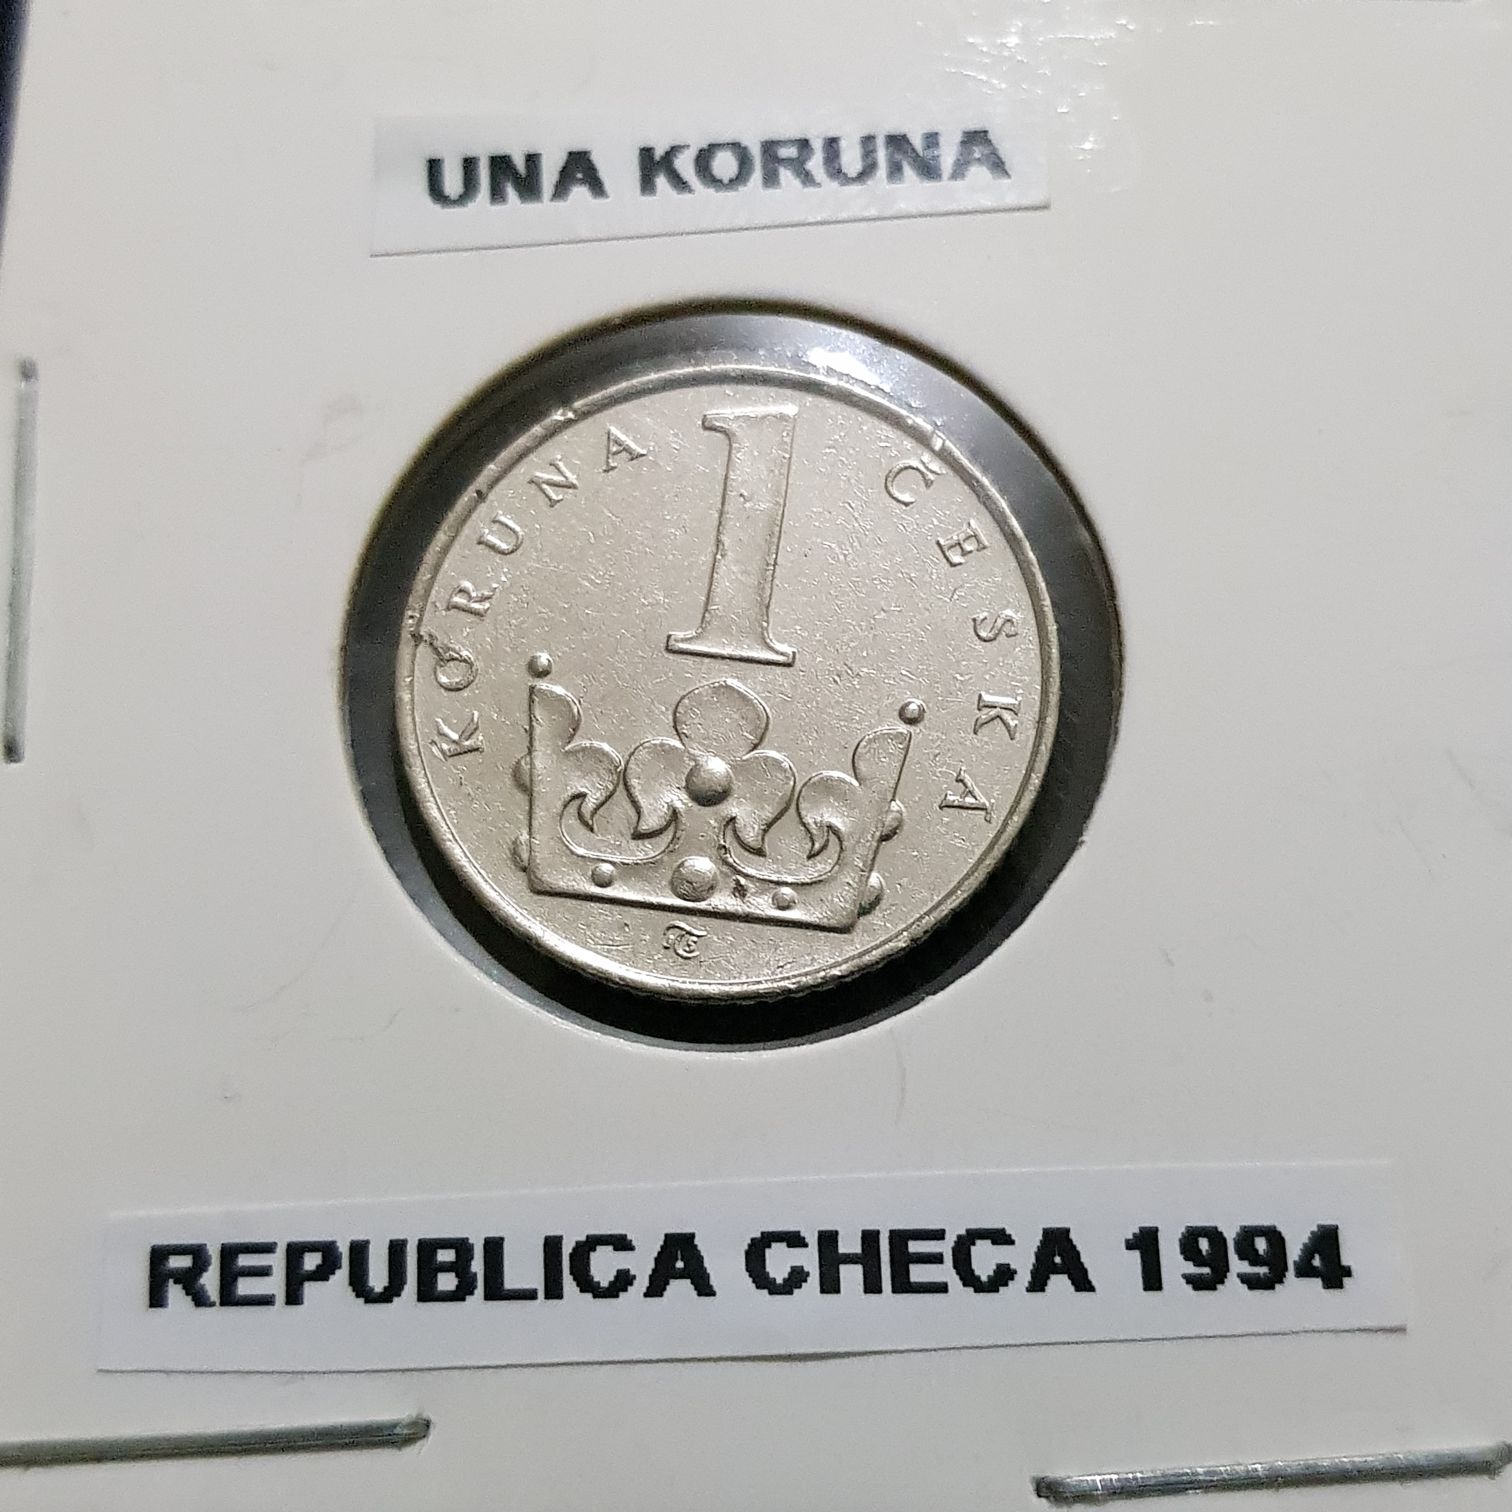 UNA KORUNA
1
KORUNA ČESKÁ
REPUBLICA CHECA 1994